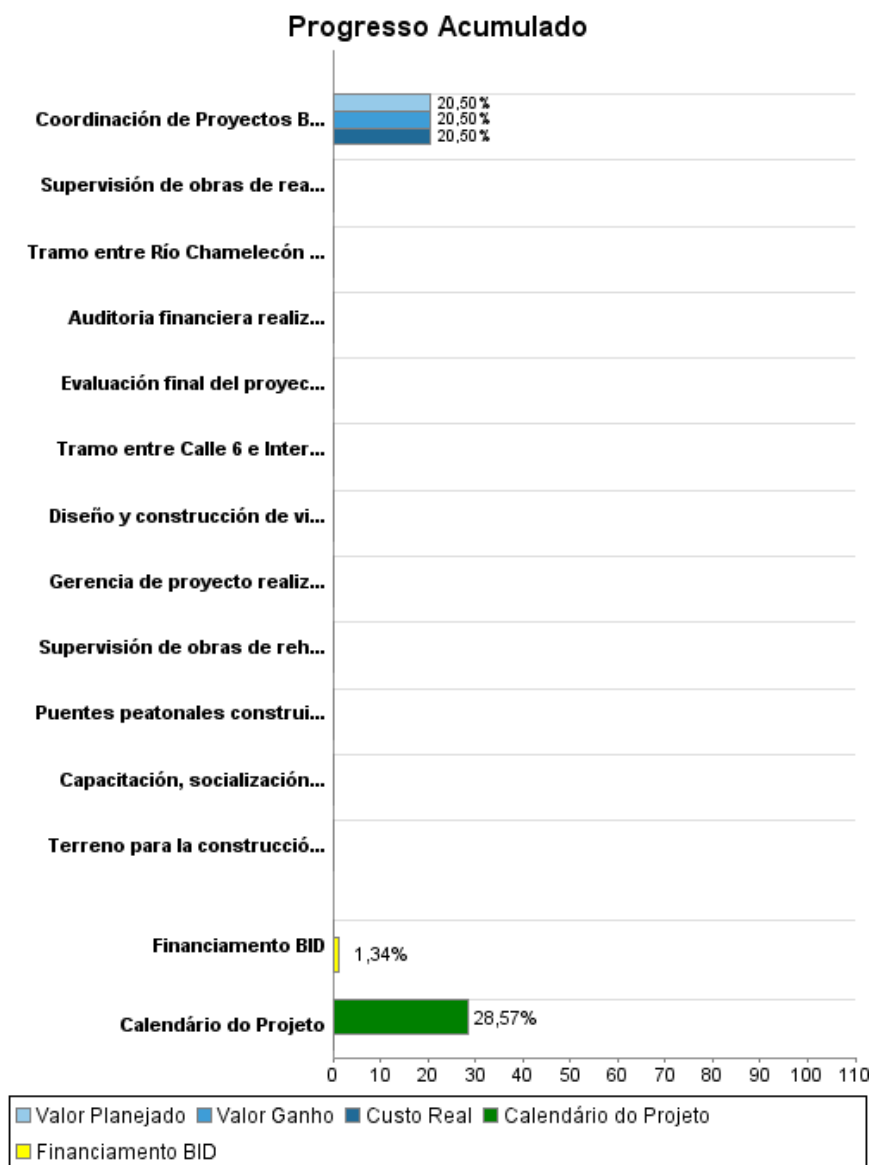 Progresso Acumulado
Coordinación de Proyectos B...
20,50%
20,50%
20,50%
Supervisión de obras de rea...
Tramo entre Río Chamelecón ...
Auditoria financiera realiz...
Evaluación final del proyec...
Tramo entre Calle 6 e Inter...
Diseño y construcción de vi...
Gerencia de proyecto realiz...
Supervisión de obras de reh...
Puentes peatonales construi...
Capacitación, socialización...
Terreno para la construcció...
Financiamento BID
1,34%
Calendário do Projeto
28,57%
0 10 20 30 40 50 60 70 80 90 100 110
Valor Planejado Valor Ganho Custo Real Calendário do Projeto
Financiamento BID